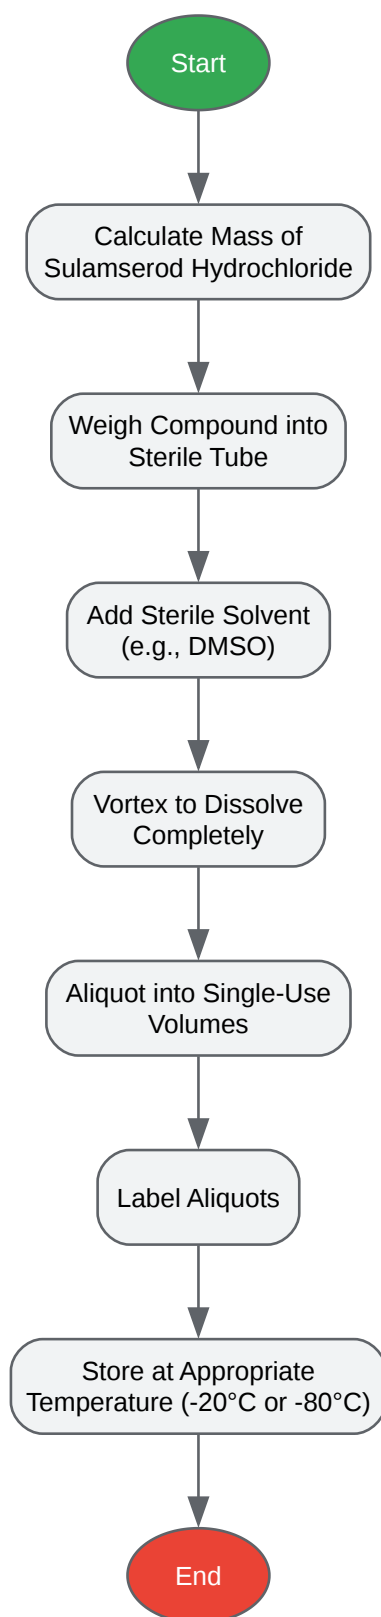 Start
Calculate Mass of
Sulamserod Hydrochloride
Weigh Compound into
Sterile Tube
Add Sterile Solvent
(e.g., DMSO)
Vortex to Dissolve
Completely
Aliquot into Single-Use
Volumes
Label Aliquots
Store at Appropriate
Temperature (-20°C or -80°C)
End